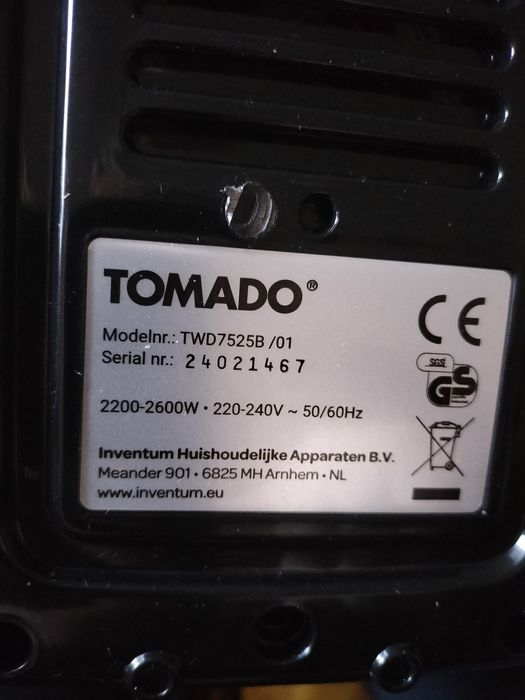 TOMADO®
Modelnr.: TWD7525B /01
Serial nr.: 24021467
2200-2600W • 220-240V ~ 50/60Hz
Inventum Huishoudelijke Apparaten B.V.
Meander 901 • 6825 MH Arnhem • NL
www.inventum.eu
CE
SGS
GS